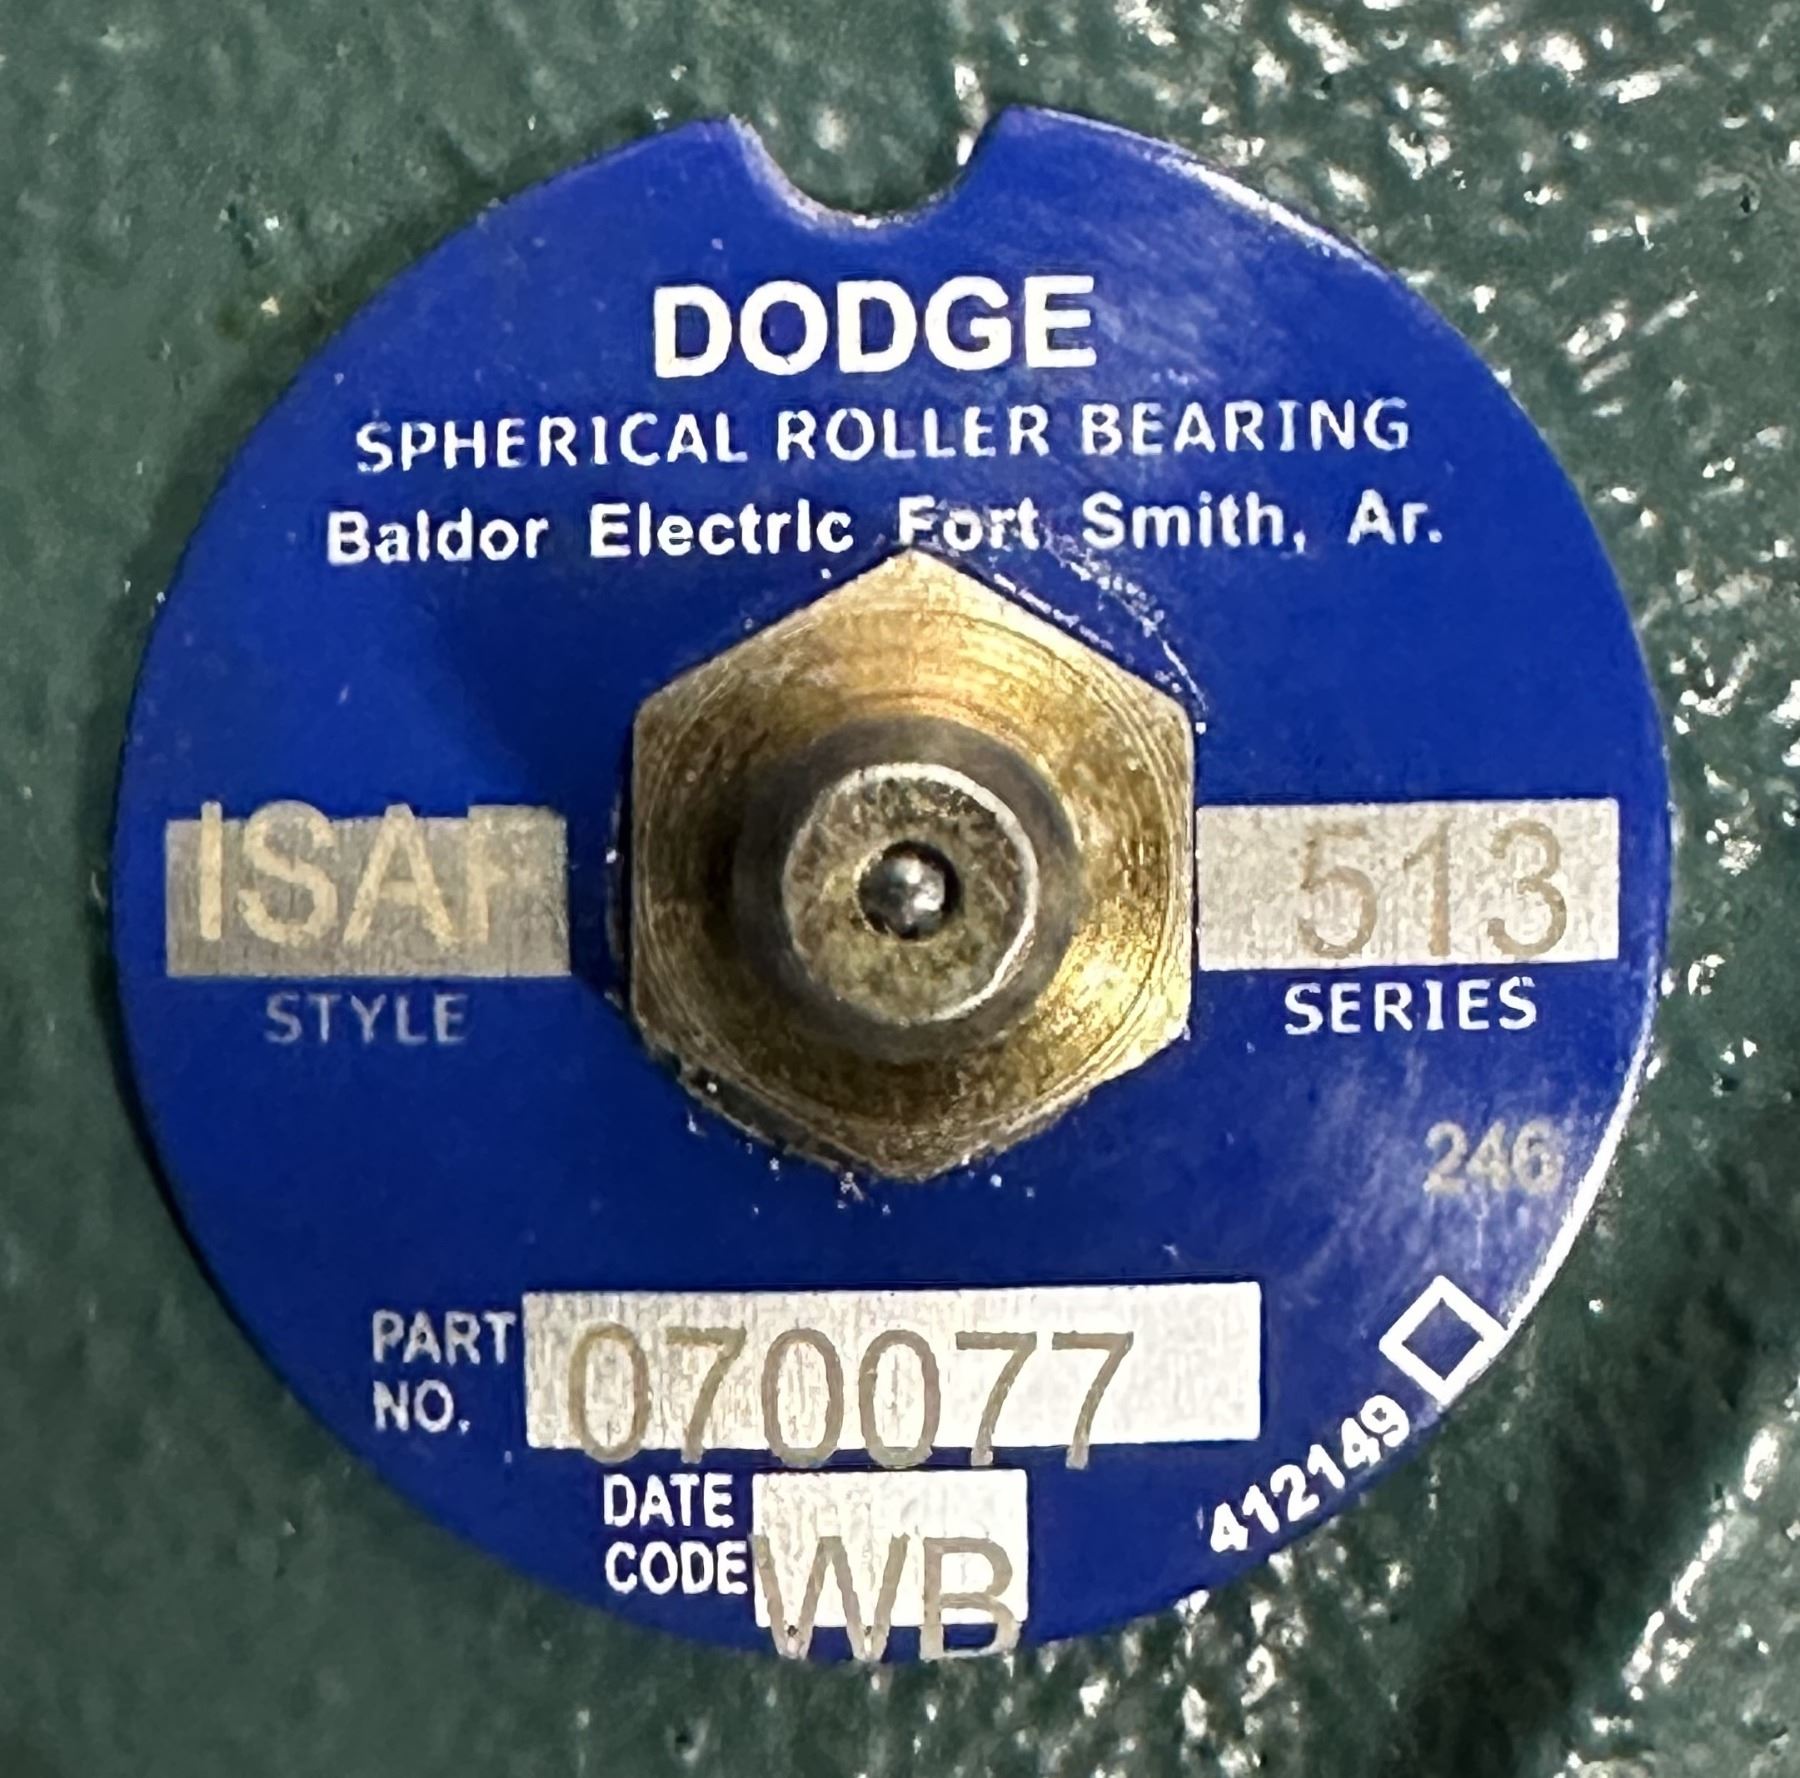 DODGE
SPHERICAL ROLLER BEARING
Baldor Electric Fort Smith, Ar.
ISAF
STYLE
513
SERIES
246
PART NO. 070077
DATE CODE WB
412149